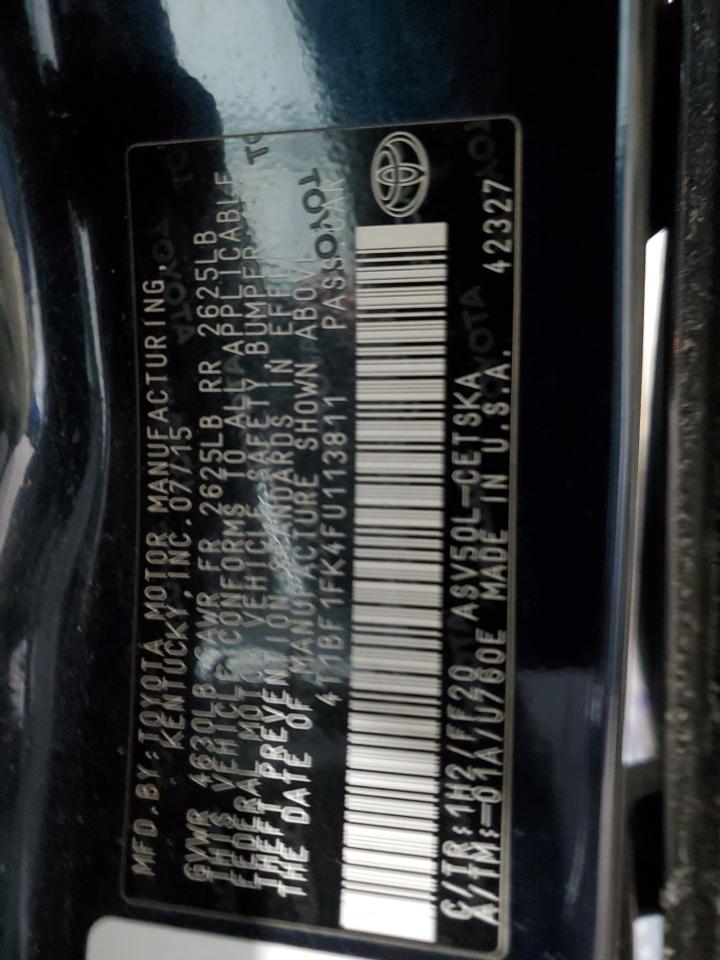 MFD. BY: TOYOTA MOTOR MANUFACTURING,
KENTUCKY, INC. 07/15
GVWR 4630LB GAWR FR 2625LB RR 2625LB
THIS VEHICLE CONFORMS TO ALL APPLICABLE
FEDERAL MOTOR VEHICLE SAFETY BUMPER
THEFT PREVENTION STANDARDS IN EFFECT
THE DATE OF MANUFACTURE SHOWN ABOVE
4T1BF1FK4FU113811 PASS.CAR
C/TR: 1H2/FF20 ASV50L-CETSKA
A/TM: -01A/U760E MADE IN U.S.A. 42327
TOYOTA